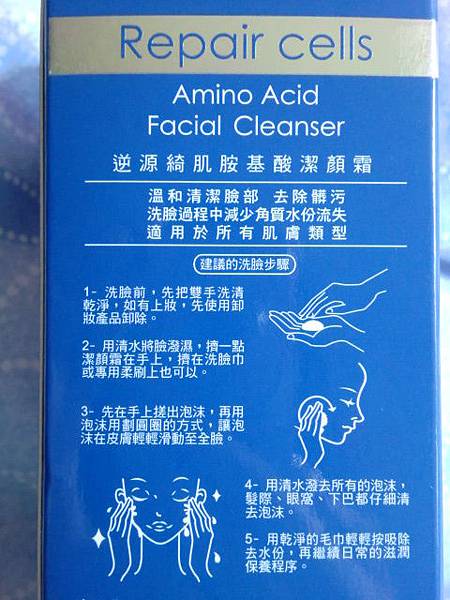 Repair cells
Amino Acid
Facial Cleanser
逆源綺肌胺基酸潔顏霜
溫和清潔臉部 去除髒污
洗臉過程中減少角質水份流失
適用於所有肌膚類型
建議的洗臉步驟
1- 洗臉前，先把雙手洗清
乾淨，如有上妝，先使用卸
妝產品卸除。
2- 用清水將臉潑濕，擠一點
潔顏霜在手上，擠在洗臉巾
或專用柔刷上也可以。
3- 先在手上搓出泡沫，再用
泡沫用劃圓圈的方式，讓泡
沫在皮膚輕輕滑動至全臉。
4- 用清水潑去所有的泡沫，
髮際、眼窩、下巴都仔細清
去泡沫。
5- 用乾淨的毛巾輕輕按吸除
去水份，再繼續日常的滋潤
保養程序。